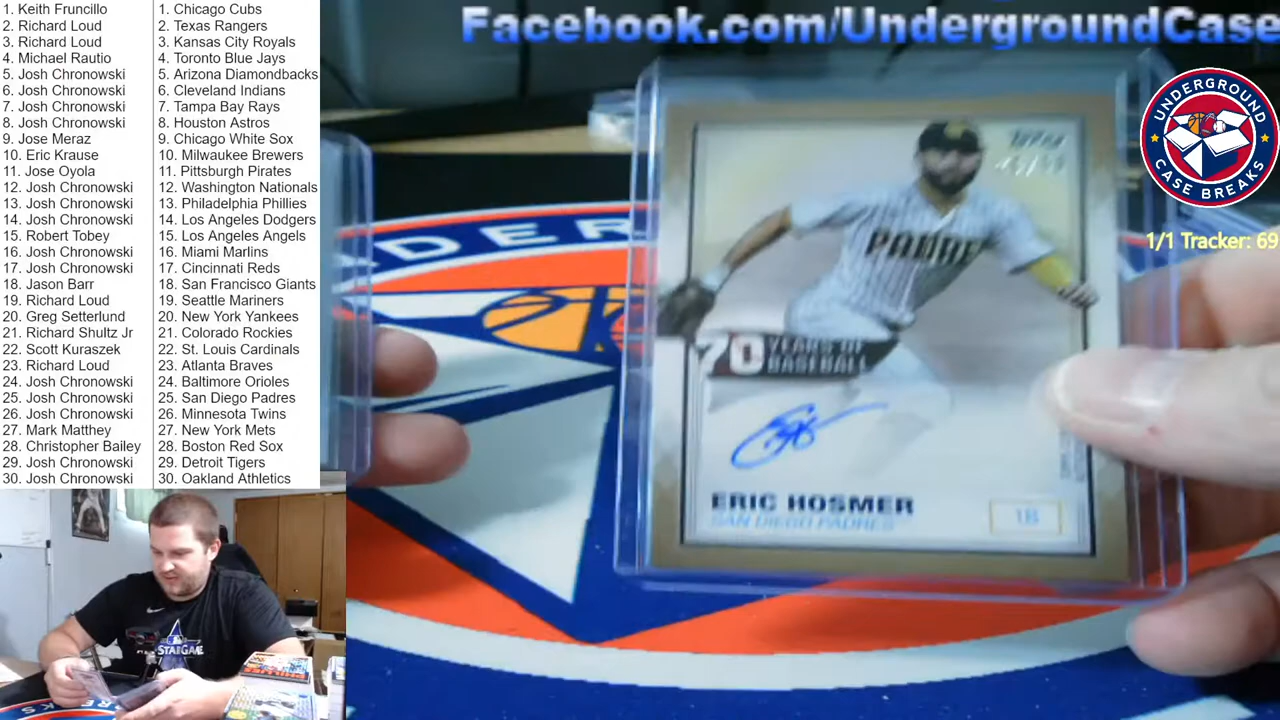 1. Keith Fruncillo
2. Richard Loud
3. Richard Loud
4. Michael Rautio
5. Josh Chronowski
6. Josh Chronowski
7. Josh Chronowski
8. Josh Chronowski
9. Jose Meraz
10. Eric Krause
11. Jose Oyola
12. Josh Chronowski
13. Josh Chronowski
14. Josh Chronowski
15. Robert Tobey
16. Josh Chronowski
17. Josh Chronowski
18. Jason Barr
19. Richard Loud
20. Greg Setterlund
21. Richard Shultz Jr
22. Scott Kuraszek
23. Richard Loud
24. Josh Chronowski
25. Josh Chronowski
26. Josh Chronowski
27. Mark Matthey
28. Christopher Bailey
29. Josh Chronowski
30. Josh Chronowski
1. Chicago Cubs
2. Texas Rangers
3. Kansas City Royals
4. Toronto Blue Jays
5. Arizona Diamondbacks
6. Cleveland Indians
7. Tampa Bay Rays
8. Houston Astros
9. Chicago White Sox
10. Milwaukee Brewers
11. Pittsburgh Pirates
12. Washington Nationals
13. Philadelphia Phillies
14. Los Angeles Dodgers
15. Los Angeles Angels
16. Miami Marlins
17. Cincinnati Reds
18. San Francisco Giants
19. Seattle Mariners
20. New York Yankees
21. Colorado Rockies
22. St. Louis Cardinals
23. Atlanta Braves
24. Baltimore Orioles
25. San Diego Padres
26. Minnesota Twins
27. New York Mets
28. Boston Red Sox
29. Detroit Tigers
30. Oakland Athletics
Facebook.com/UndergroundCase
UNDERGROUND
CASE BREAKS
1/1 Tracker: 69
DER
PADRE
70 YEARS OF
BASEBALL
ERIC HOSMER
SAN DIEGO PADRES
1B
STARGAME